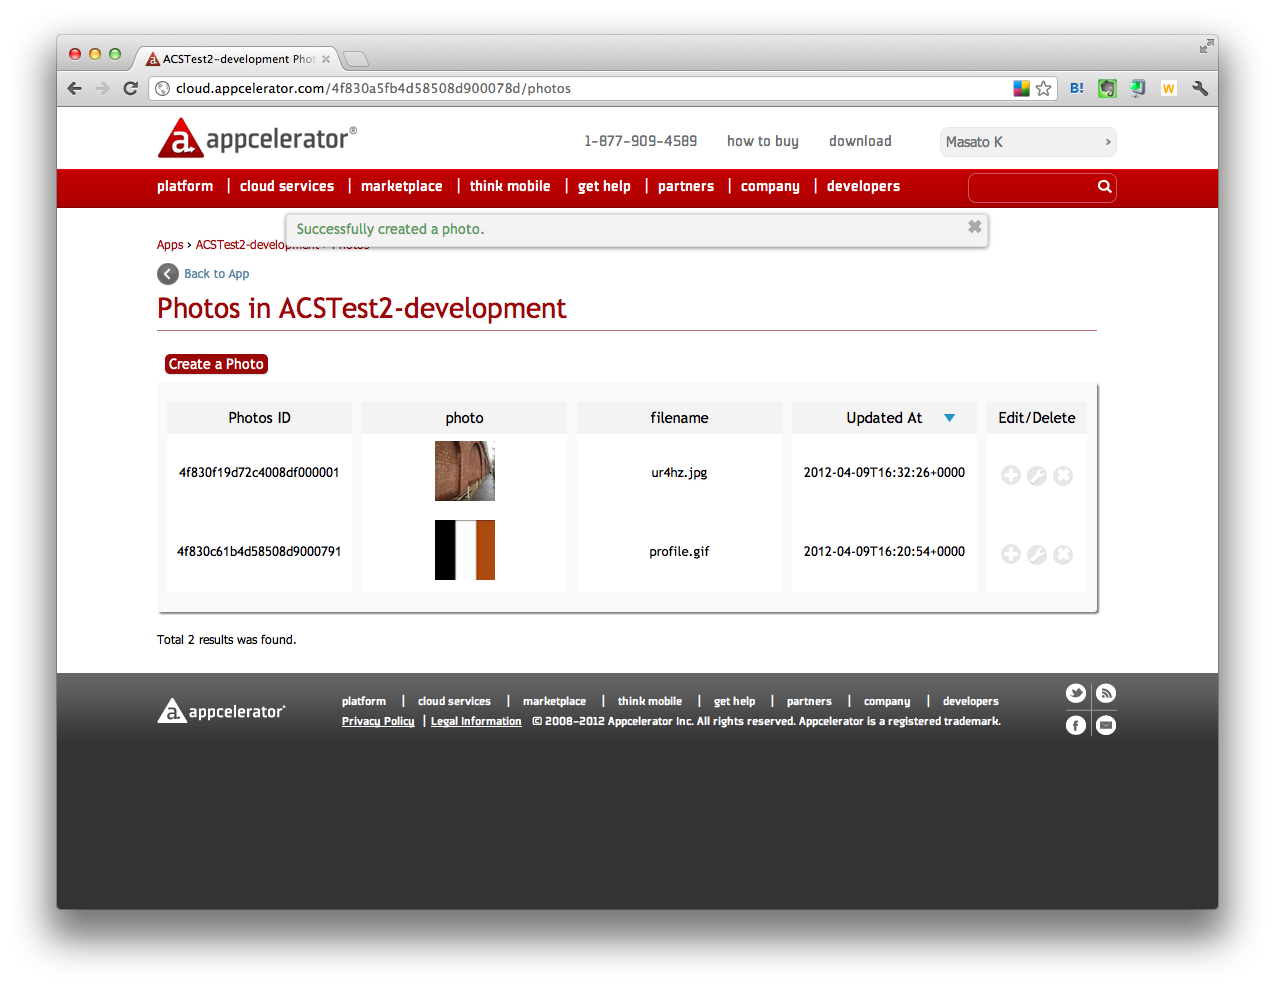 ACSTest2-development Phot
cloud.appcelerator.com/4f830a5fb4d58508d900078d/photos
B!
W
appcelerator®
1-877-909-4589 how to buy download Masato K ›
platform | cloud services | marketplace | think mobile | get help | partners | company | developers
Successfully created a photo.
Apps › ACSTest2-development › Photos
Back to App
Photos in ACSTest2-development
Create a Photo
Photos ID photo filename Updated At Edit/Delete
4f830f19d72c4008df000001 ur4hz.jpg 2012-04-09T16:32:26+0000
4f830c61b4d58508d9000791 profile.gif 2012-04-09T16:20:54+0000
Total 2 results was found.
appcelerator
platform | cloud services | marketplace | think mobile | get help | partners | company | developers
Privacy Policy | Legal Information © 2008-2012 Appcelerator Inc. All rights reserved. Appcelerator is a registered trademark.